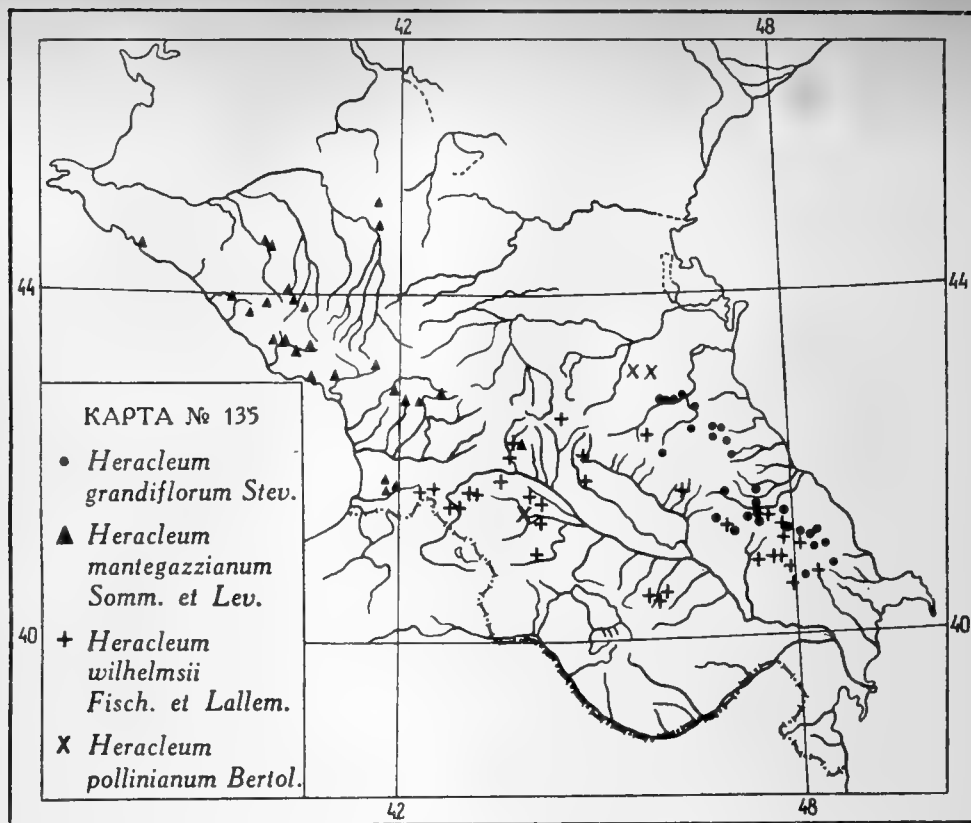 42 48
44 44
КАРТА № 135
• Heracleum
grandiflorum Stev.
▲ Heracleum
mantegazzianum
Somm. et Lev.
+ Heracleum
wilhelmsii
Fisch. et Lallem.
x Heracleum
pollinianum Bertol.
40 40
42 48